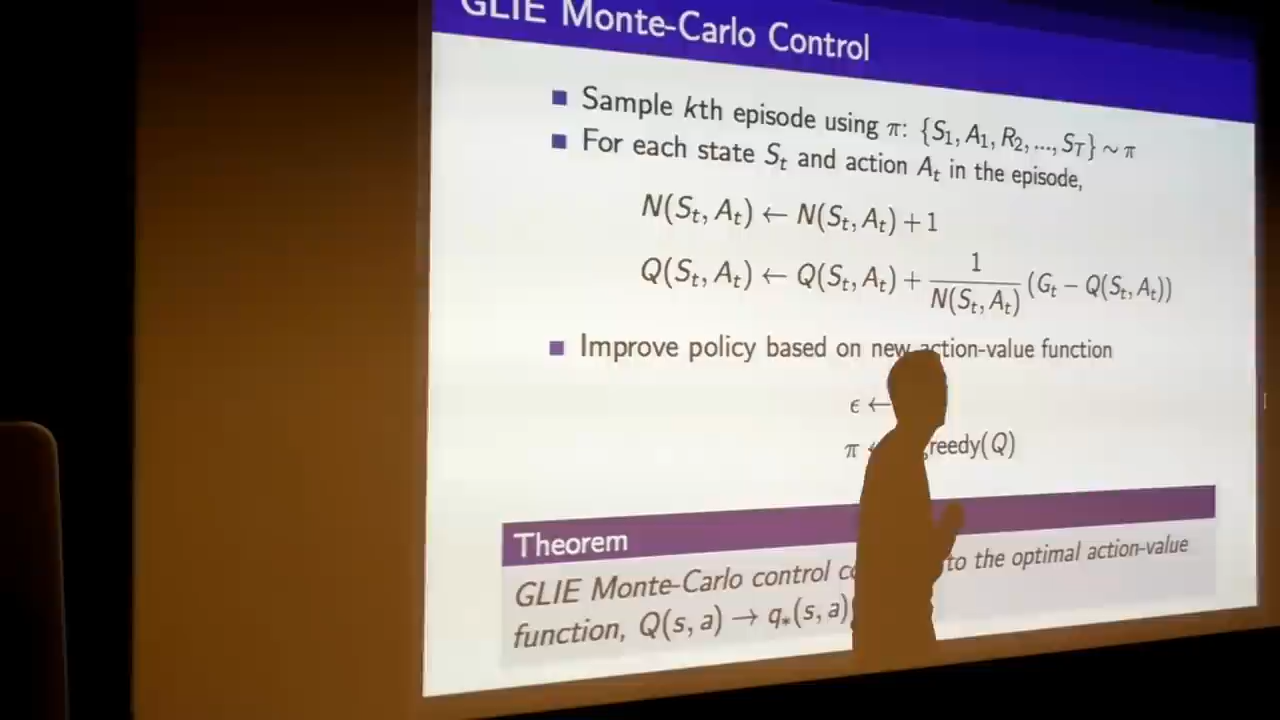 GLIE Monte-Carlo Control
Sample kth episode using π: {S₁, A₁, R₂, ..., S_T} ∼ π
For each state Sₜ and action Aₜ in the episode,
N(Sₜ, Aₜ) ← N(Sₜ, Aₜ) + 1
Q(Sₜ, Aₜ) ← Q(Sₜ, Aₜ) + 1/N(Sₜ, Aₜ) (Gₜ − Q(Sₜ, Aₜ))
Improve policy based on new action-value function
ϵ ←
π reedy(Q)
Theorem
GLIE Monte-Carlo control to the optimal action-value
function, Q(s, a) → q*(s, a)